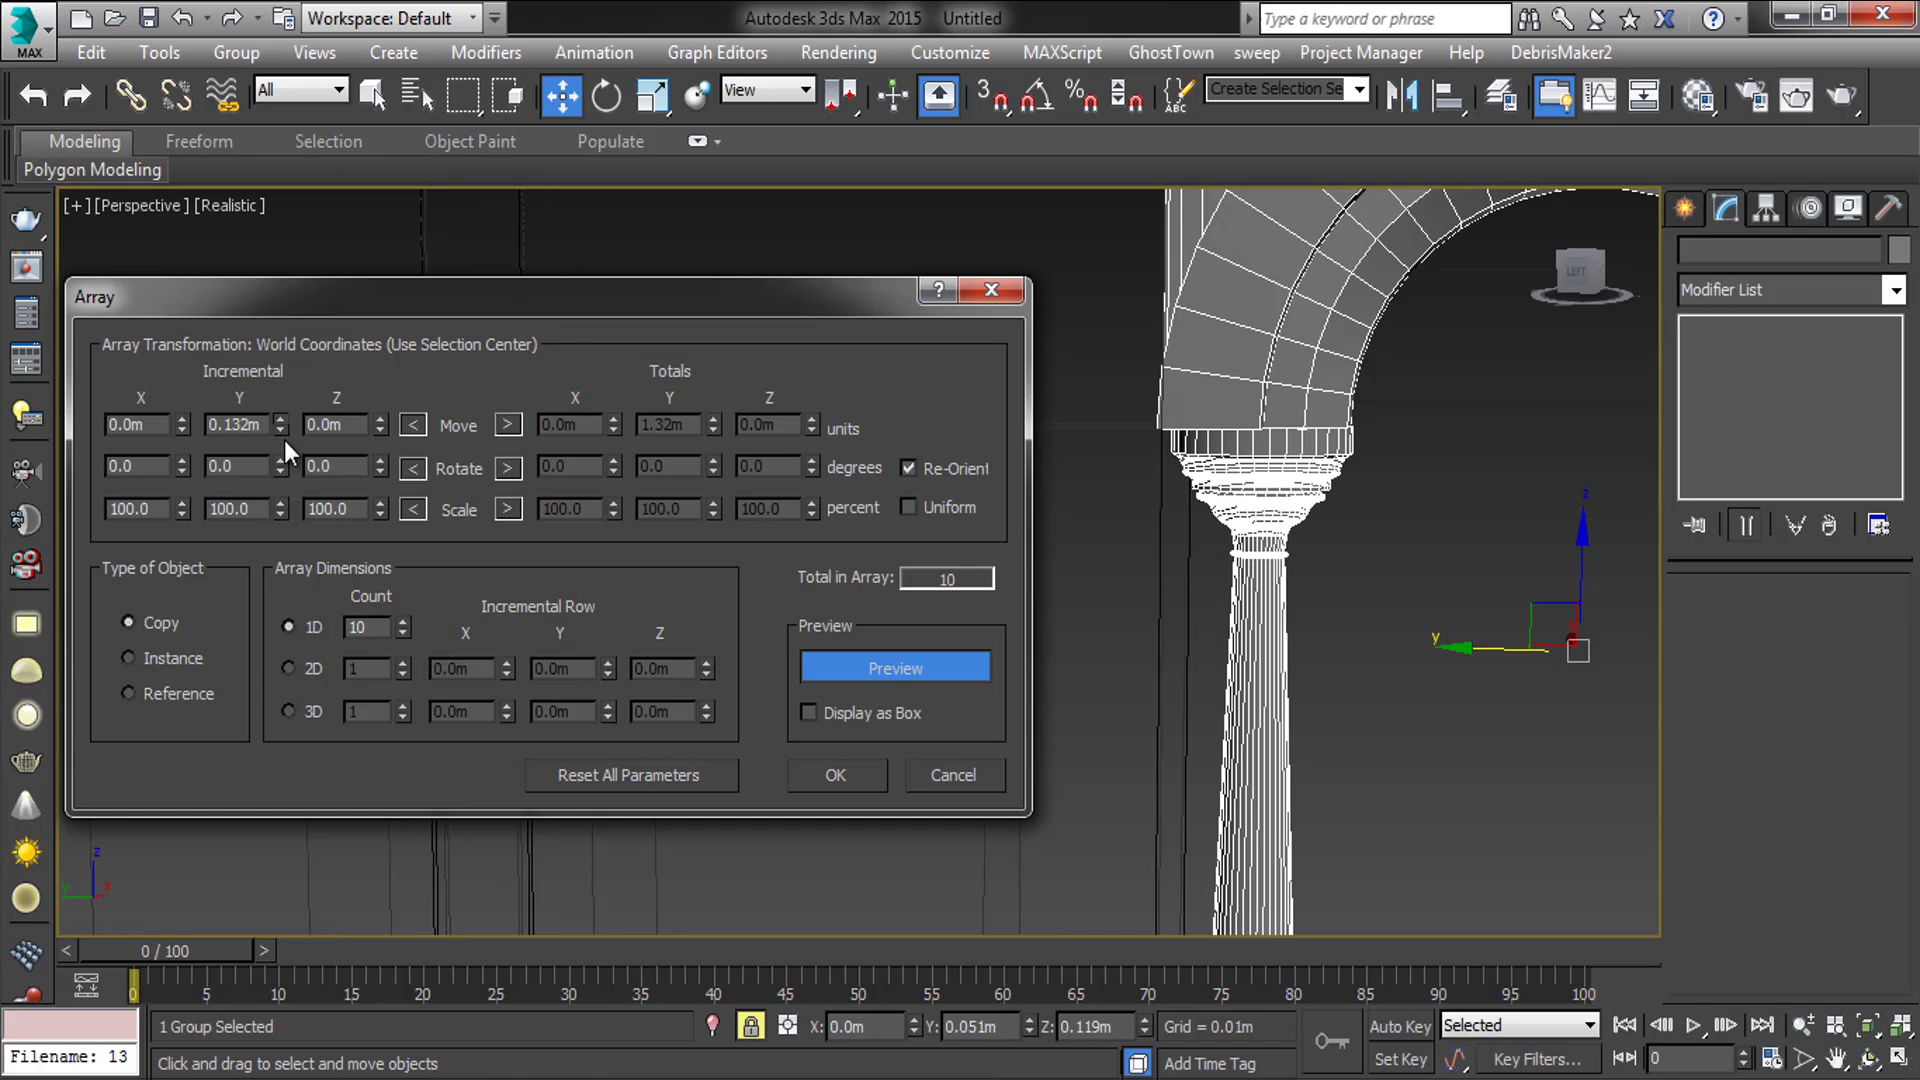 MAX
Workspace: Default
Autodesk 3ds Max 2015 Untitled
Type a keyword or phrase
Edit Tools Group Views Create Modifiers Animation Graph Editors Rendering Customize MAXScript GhostTown sweep Project Manager Help DebrisMaker2
All
View
3
%
ABC
Create Selection Se
Modeling Freeform Selection Object Paint Populate
Polygon Modeling
[+] [Perspective] [Realistic]
LEFT
Modifier List
Array
Array Transformation: World Coordinates (Use Selection Center)
Incremental Totals
X Y Z X Y Z
0.0m 0.132m 0.0m < Move > 0.0m 1.32m 0.0m units
0.0 0.0 0.0 < Rotate > 0.0 0.0 0.0 degrees Re-Orient
100.0 100.0 100.0 < Scale > 100.0 100.0 100.0 percent Uniform
Type of Object
Copy
Instance
Reference
Array Dimensions
Count
Incremental Row
X Y Z
1D 10
2D 1 0.0m 0.0m 0.0m
3D 1 0.0m 0.0m 0.0m
Total in Array: 10
Preview
Preview
Display as Box
Reset All Parameters
OK
Cancel
z
y
x
z
y
x
< 0 / 100 >
0 5 10 15 20 25 30 35 40 45 50 55 60 65 70 75 80 85 90 95 100
1 Group Selected
X: 0.0m Y: 0.051m Z: 0.119m Grid = 0.01m
Auto Key Selected
Filename: 13
Click and drag to select and move objects
Add Time Tag
Set Key Key Filters...
0